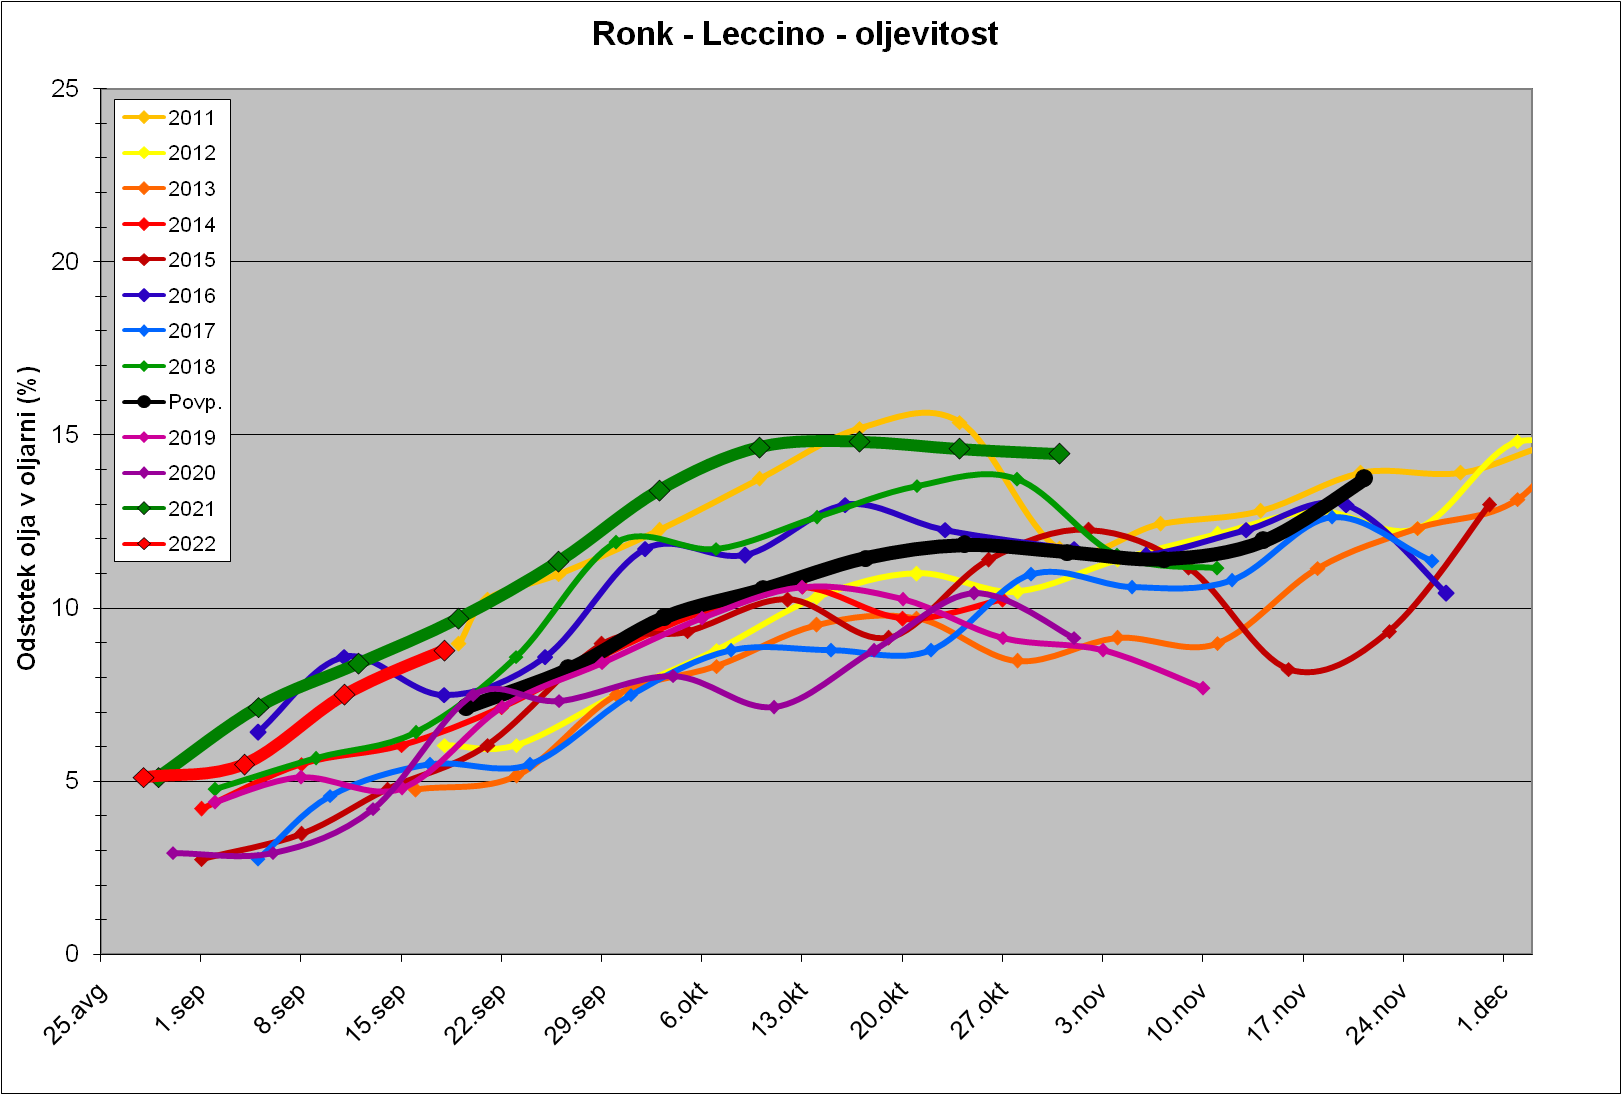 Ronk - Leccino - oljevitost
Odstotek olja v oljarni (%)
25
20
15
10
5
0
2011
2012
2013
2014
2015
2016
2017
2018
Povp.
2019
2020
2021
2022
25.avg
1.sep
8.sep
15.sep
22.sep
29.sep
6.okt
13.okt
20.okt
27.okt
3.nov
10.nov
17.nov
24.nov
1.dec